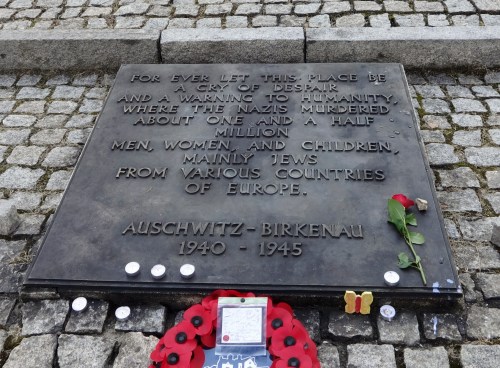 FOR EVER LET THIS PLACE BE
A CRY OF DESPAIR
AND A WARNING TO HUMANITY,
WHERE THE NAZIS MURDERED
ABOUT ONE AND A HALF
MILLION
MEN, WOMEN, AND CHILDREN,
MAINLY JEWS
FROM VARIOUS COUNTRIES
OF EUROPE.
AUSCHWITZ-BIRKENAU
1940-1945